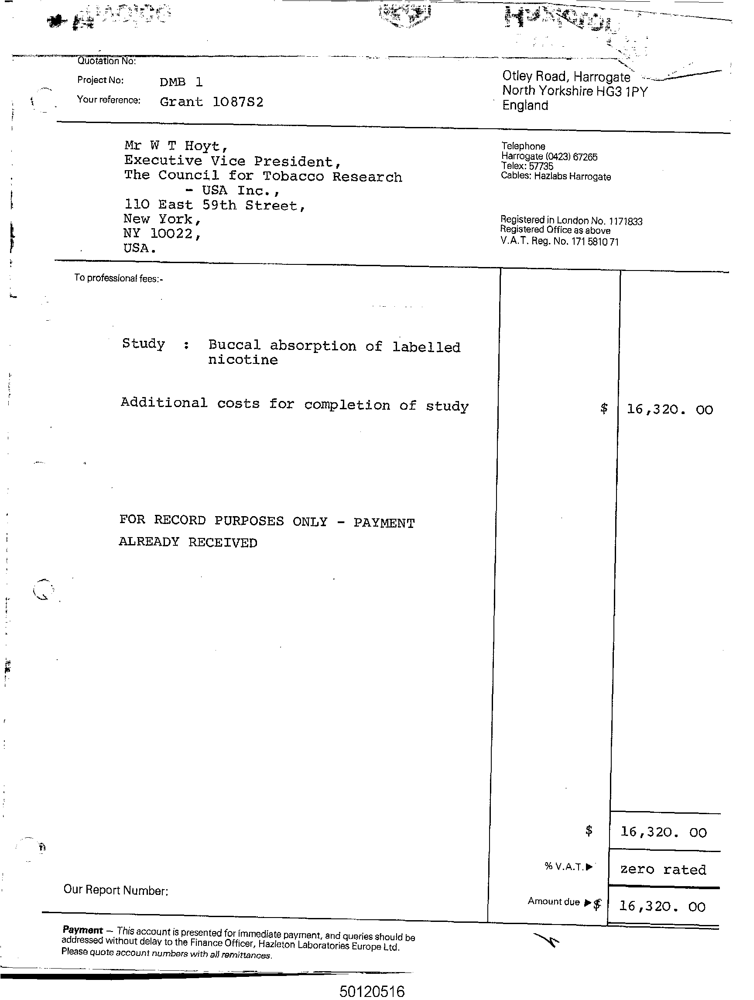 Quotation No:
Project No: DMB 1
Your reference: Grant 1087S2
Otley Road, Harrogate
North Yorkshire HG3 1PY
England
Mr W T Hoyt,
Executive Vice President,
The Council for Tobacco Research
- USA Inc.,
110 East 59th Street,
New York,
NY 10022,
USA.
Telephone
Harrogate (0423) 67265
Telex: 57735
Cables: Hazlabs Harrogate
Registered in London No. 1171833
Registered Office as above
V.A.T. Reg. No. 171 5810 71
To professional fees:-
Study : Buccal absorption of labelled
nicotine
Additional costs for completion of study $ 16,320. 00
FOR RECORD PURPOSES ONLY - PAYMENT
ALREADY RECEIVED
$ 16,320. 00
% V.A.T.▶ zero rated
Our Report Number:
Amount due ▶ $ 16,320. 00
Payment — This account is presented for immediate payment, and queries should be
addressed without delay to the Finance Officer, Hazleton Laboratories Europe Ltd.
Please quote account numbers with all remittances.
50120516